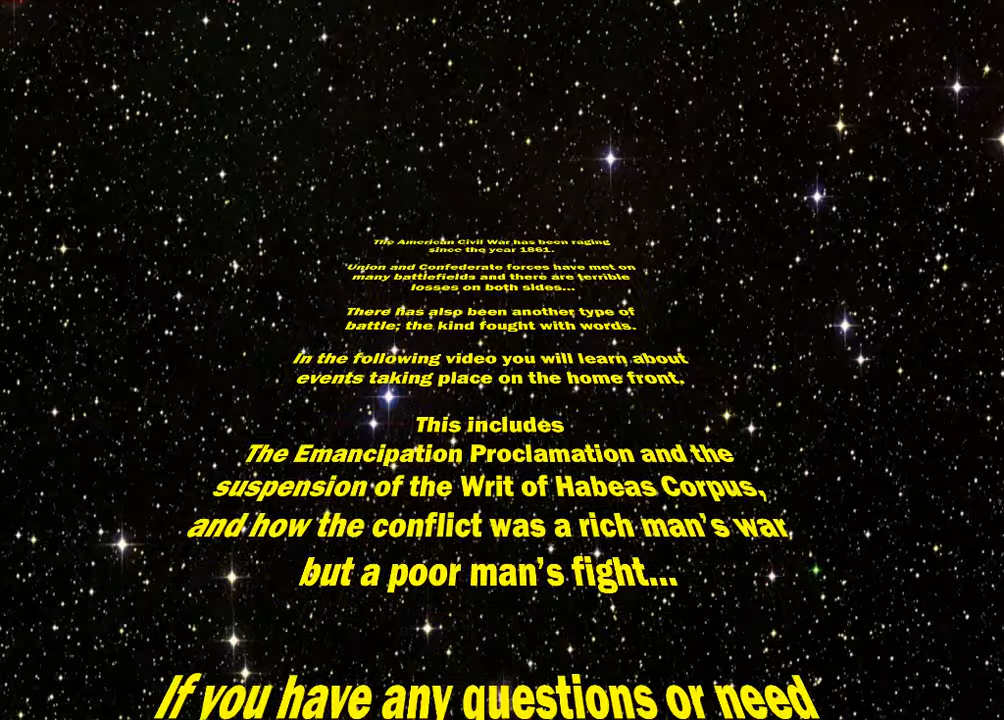 The American Civil War has been raging
since the year 1861.
Union and Confederate forces have met on
many battlefields and there are terrible
losses on both sides...
There has also been another type of
battle; the kind fought with words.
In the following video you will learn about
events taking place on the home front.
This includes
The Emancipation Proclamation and the
suspension of the Writ of Habeas Corpus,
and how the conflict was a rich man's war
but a poor man's fight...
If you have any questions or need